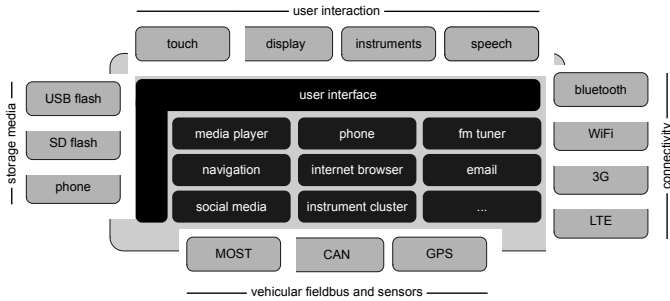 user interaction
touch
display
instruments
speech
storage media
USB flash
SD flash
phone
user interface
media player
phone
fm tuner
navigation
internet browser
email
social media
instrument cluster
...
bluetooth
WiFi
3G
LTE
connectivity
MOST
CAN
GPS
vehicular fieldbus and sensors